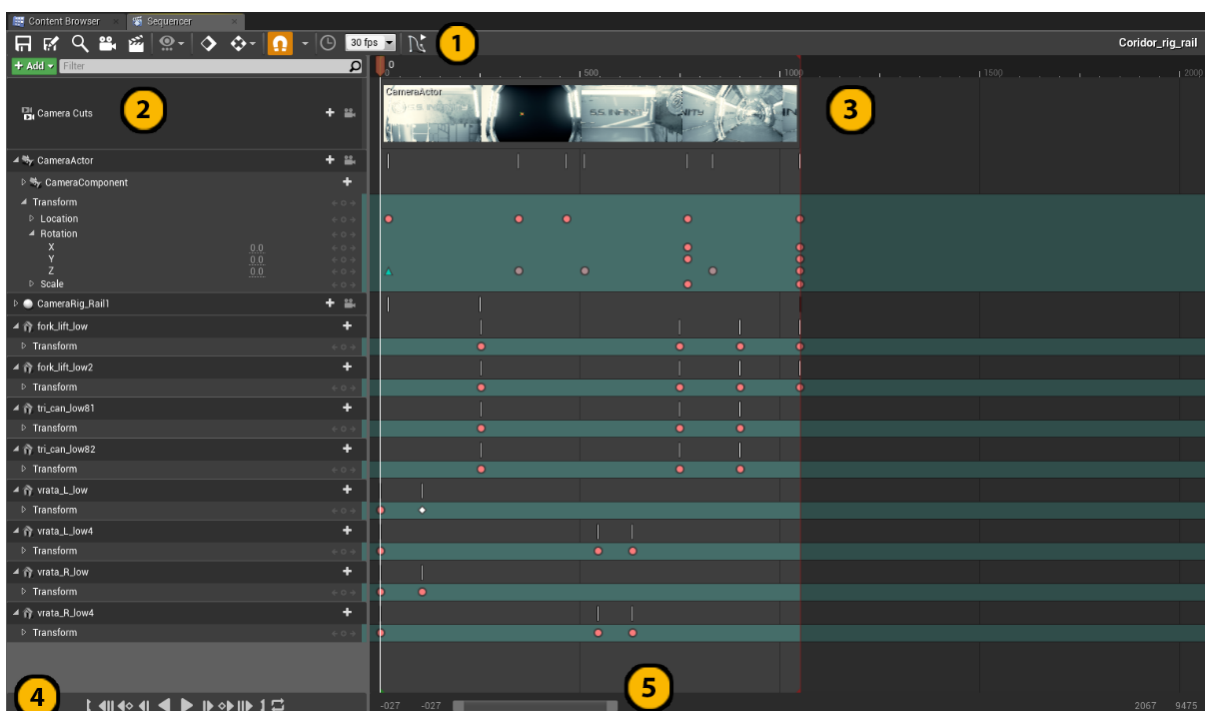 Content Browser
Sequencer
30 fps
1
Coridor_rig_rail
+ Add
Filter
0
0
500
1000
1500
2000
Camera Cuts
2
CameraActor
S.S. INFINITY
3
CameraActor
CameraComponent
Transform
Location
Rotation
X 0.0
Y 0.0
Z 0.0
Scale
CameraRig_Rail1
fork_lift_low
Transform
fork_lift_low2
Transform
tri_can_low81
Transform
tri_can_low82
Transform
vrata_L_low
Transform
vrata_L_low4
Transform
vrata_R_low
Transform
vrata_R_low4
Transform
4
5
-027 -027 2067 9475